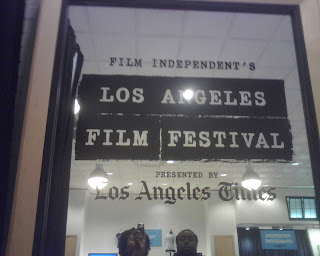 FILM INDEPENDENT'S
LOS ANGELES
FILM FESTIVAL
PRESENTED BY
Los Angeles Times